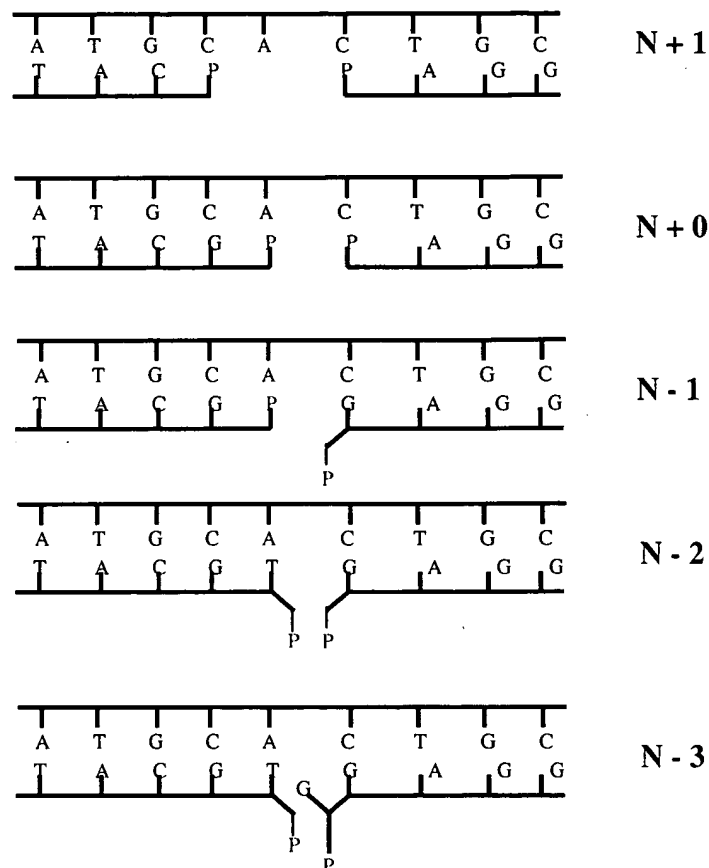 A T G C A C T G C
N + 1
T A C P P A G G
A T G C A C T G C
N + 0
T A C G P P A G G
A T G C A C T G C
N - 1
T A C G P G A G G
P
A T G C A C T G C
N - 2
T A C G T G A G G
P P
A T G C A C T G C
N - 3
T A C G T G G A G G
P
P